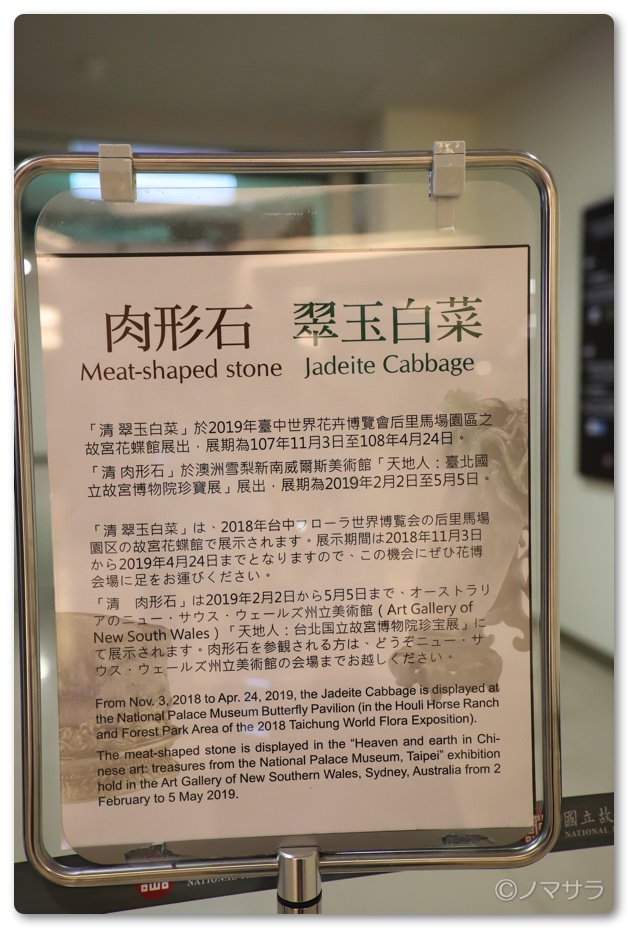 肉形石 翠玉白菜
Meat-shaped stone Jadeite Cabbage
「清 翠玉白菜」於2019年臺中世界花卉博覽會后里馬場園區之
故宮花蝶館展出，展期為107年11月3日至108年4月24日。
「清 肉形石」於澳洲雪梨新南威爾斯美術館「天地人：臺北國
立故宮博物院珍寶展」展出，展期為2019年2月2日至5月5日。
「清 翠玉白菜」は、2018年台中フローラ世界博覧会の后里馬場
園区の故宮花蝶館で展示されます。展示期間は2018年11月3日
から2019年4月24日までとなりますので、この機会にぜひ花博
会場に足をお運びください。
「清　肉形石」は2019年2月2日から5月5日まで、オーストラリ
アのニュー・サウス・ウェールズ州立美術館（Art Gallery of
New South Wales）「天地人：台北国立故宮博物院珍宝展」に
て展示されます。肉形石を参観される方は、どうぞニュー・サ
ウス・ウェールズ州立美術館の会場までお越しください。
From Nov. 3, 2018 to Apr. 24, 2019, the Jadeite Cabbage is displayed at
the National Palace Museum Butterfly Pavilion (in the Houli Horse Ranch
and Forest Park Area of the 2018 Taichung World Flora Exposition).
The meat-shaped stone is displayed in the “Heaven and earth in Chi-
nese art: treasures from the National Palace Museum, Taipei” exhibition
hold in the Art Gallery of New Southern Wales, Sydney, Australia from 2
February to 5 May 2019.
國立故
NATIONAL
NATIONAL
©ノマサラ